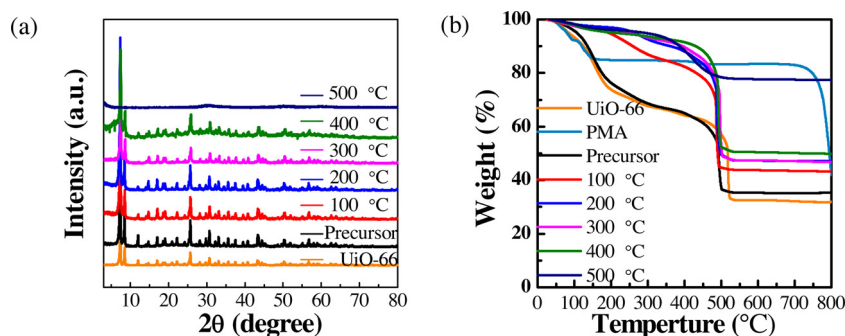 (a)
Intensity (a.u.)
500 °C
400 °C
300 °C
200 °C
100 °C
Precursor
UiO-66
10 20 30 40 50 60 70 80
2θ (degree)
(b)
Weight (%)
100
80
60
40
20
0
UiO-66
PMA
Precursor
100 °C
200 °C
300 °C
400 °C
500 °C
0 100 200 300 400 500 600 700 800
Temperture (°C)